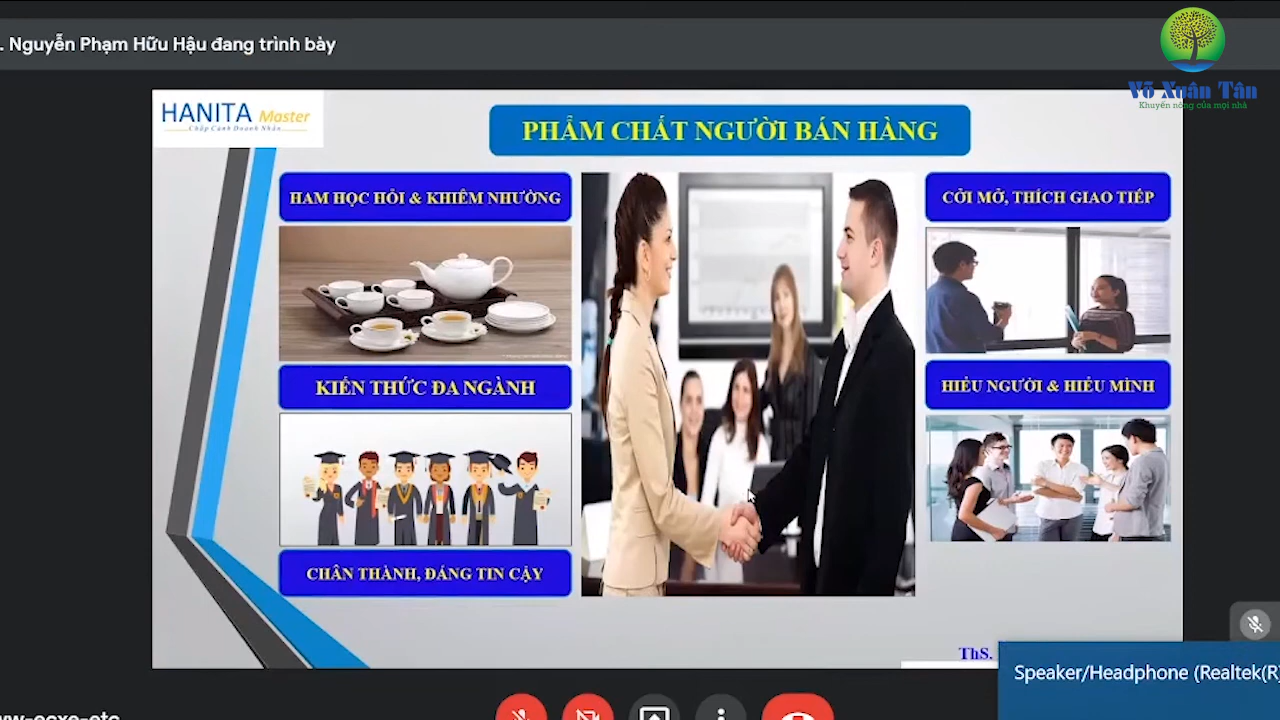 . Nguyễn Phạm Hữu Hậu đang trình bày
Võ Xuân Tân
Khuyến nông của mọi nhà
HANITA Master
Chắp Cánh Doanh Nhân
PHẨM CHẤT NGƯỜI BÁN HÀNG
HAM HỌC HỎI & KHIÊM NHƯỜNG
CỞI MỞ, THÍCH GIAO TIẾP
KIẾN THỨC ĐA NGÀNH
HIỂU NGƯỜI & HIỂU MÌNH
CHÂN THÀNH, ĐÁNG TIN CẬY
ThS.
Speaker/Headphone (Realtek(R)